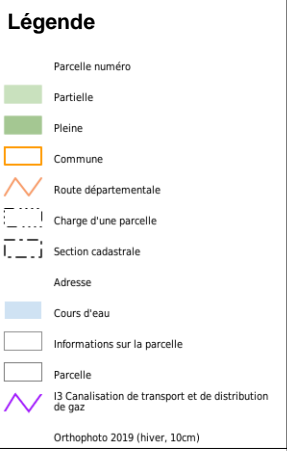 Légende
Parcelle numéro
Partielle
Pleine
Commune
Route départementale
Charge d'une parcelle
Section cadastrale
Adresse
Cours d'eau
Informations sur la parcelle
Parcelle
I3 Canalisation de transport et de distribution
de gaz
Orthophoto 2019 (hiver, 10cm)